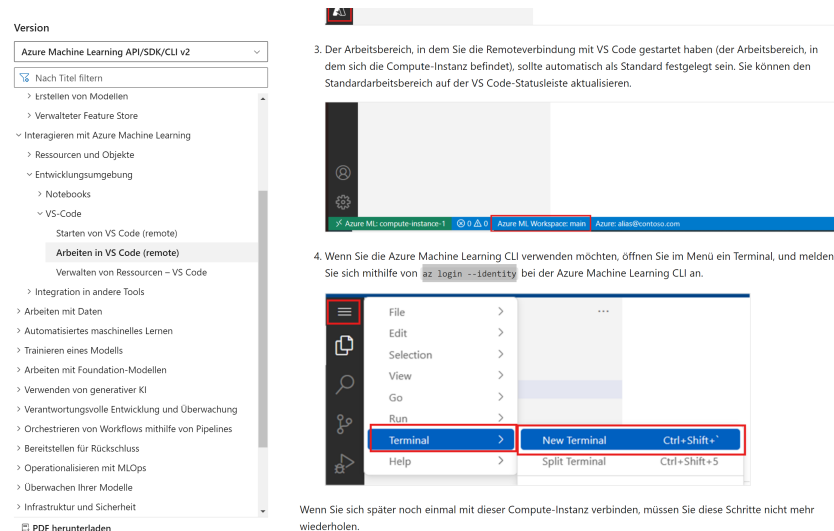 Version
Azure Machine Learning API/SDK/CLI v2
Nach Titel filtern
Erstellen von Modellen
Verwalteter Feature Store
Interagieren mit Azure Machine Learning
Ressourcen und Objekte
Entwicklungsumgebung
Notebooks
VS-Code
Starten von VS Code (remote)
Arbeiten in VS Code (remote)
Verwalten von Ressourcen – VS Code
Integration in andere Tools
Arbeiten mit Daten
Automatisiertes maschinelles Lernen
Trainieren eines Modells
Arbeiten mit Foundation-Modellen
Verwenden von generativer KI
Verantwortungsvolle Entwicklung und Überwachung
Orchestrieren von Workflows mithilfe von Pipelines
Bereitstellen für Rückschluss
Operationalisieren mit MLOps
Überwachen Ihrer Modelle
Infrastruktur und Sicherheit
PDF herunterladen
3. Der Arbeitsbereich, in dem Sie die Remoteverbindung mit VS Code gestartet haben (der Arbeitsbereich, in
dem sich die Compute-Instanz befindet), sollte automatisch als Standard festgelegt sein. Sie können den
Standardarbeitsbereich auf der VS Code-Statusleiste aktualisieren.
Azure ML: compute-instance-1 0 0 Azure ML Workspace: main Azure: alias@contoso.com
4. Wenn Sie die Azure Machine Learning CLI verwenden möchten, öffnen Sie im Menü ein Terminal, und melden
Sie sich mithilfe von az login --identity bei der Azure Machine Learning CLI an.
File
Edit
Selection
View
Go
Run
Terminal New Terminal Ctrl+Shift+`
Help Split Terminal Ctrl+Shift+5
Wenn Sie sich später noch einmal mit dieser Compute-Instanz verbinden, müssen Sie diese Schritte nicht mehr
wiederholen.